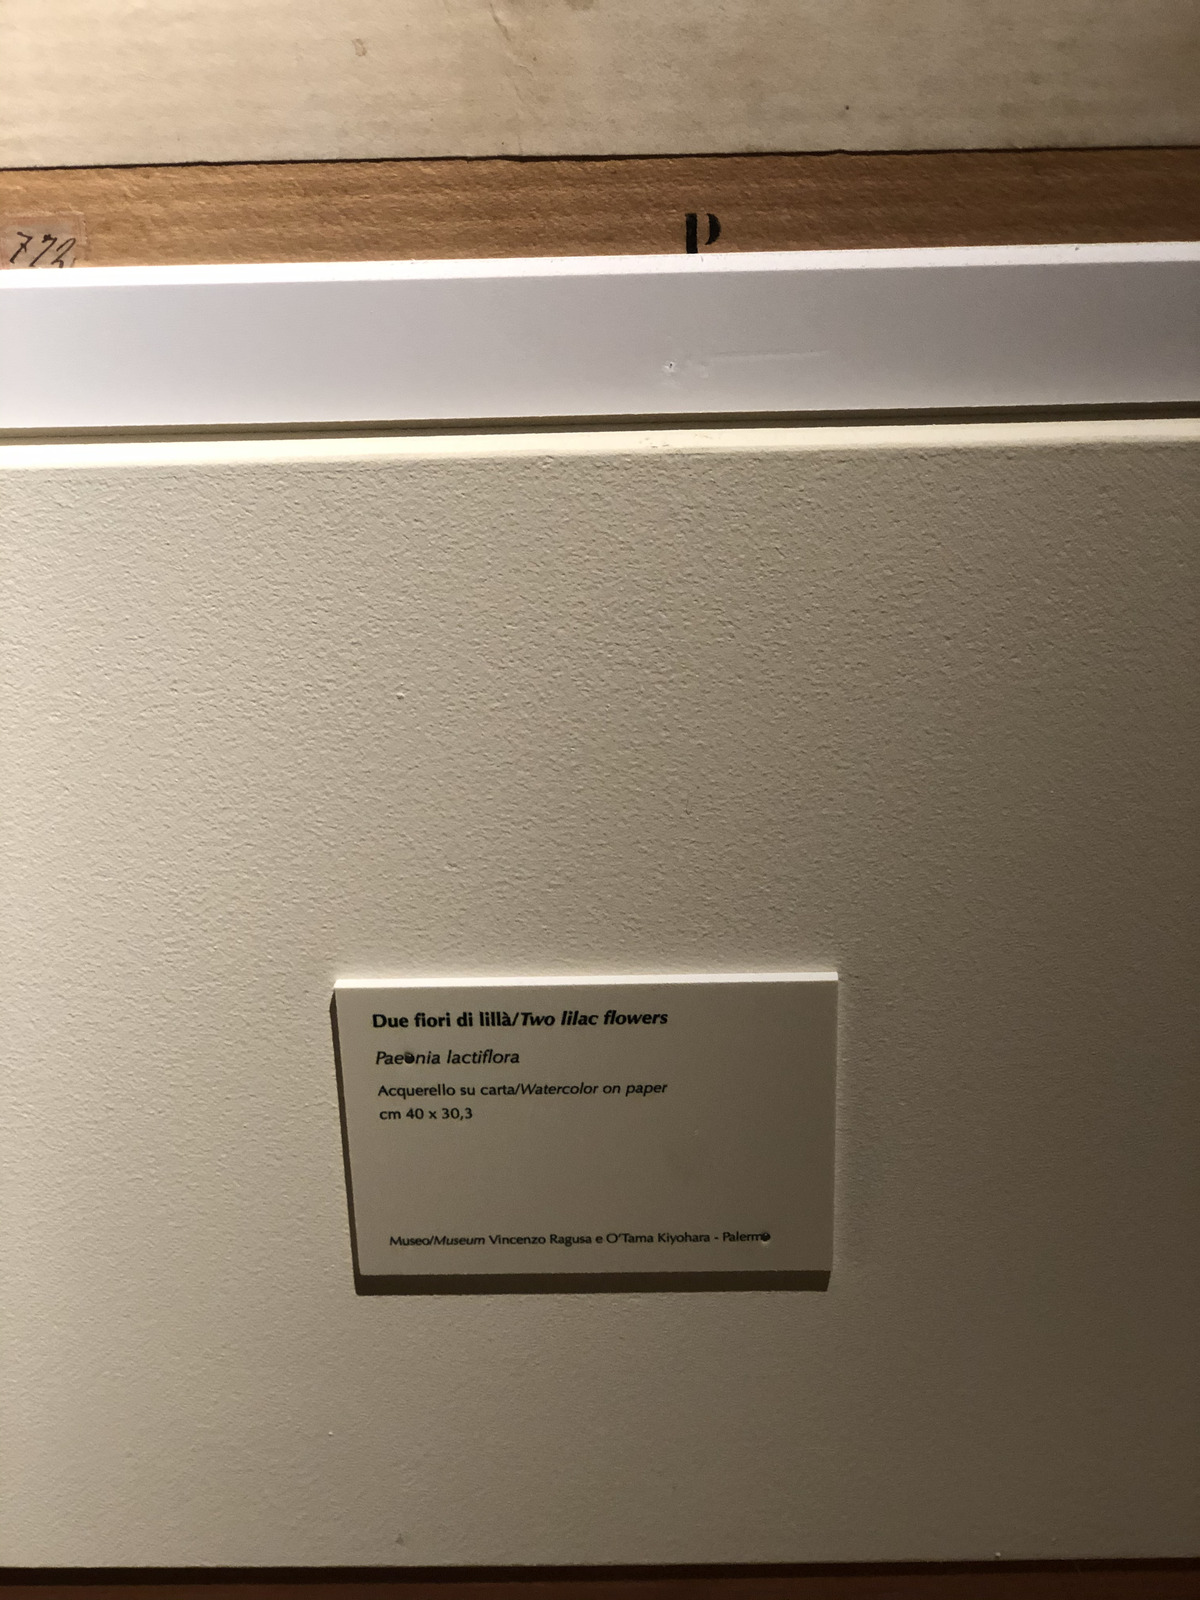 772
P
Due fiori di lillà/Two lilac flowers
Paeonia lactiflora
Acquerello su carta/Watercolor on paper
cm 40 x 30,3
Museo/Museum Vincenzo Ragusa e O'Tama Kiyohara - Palermo